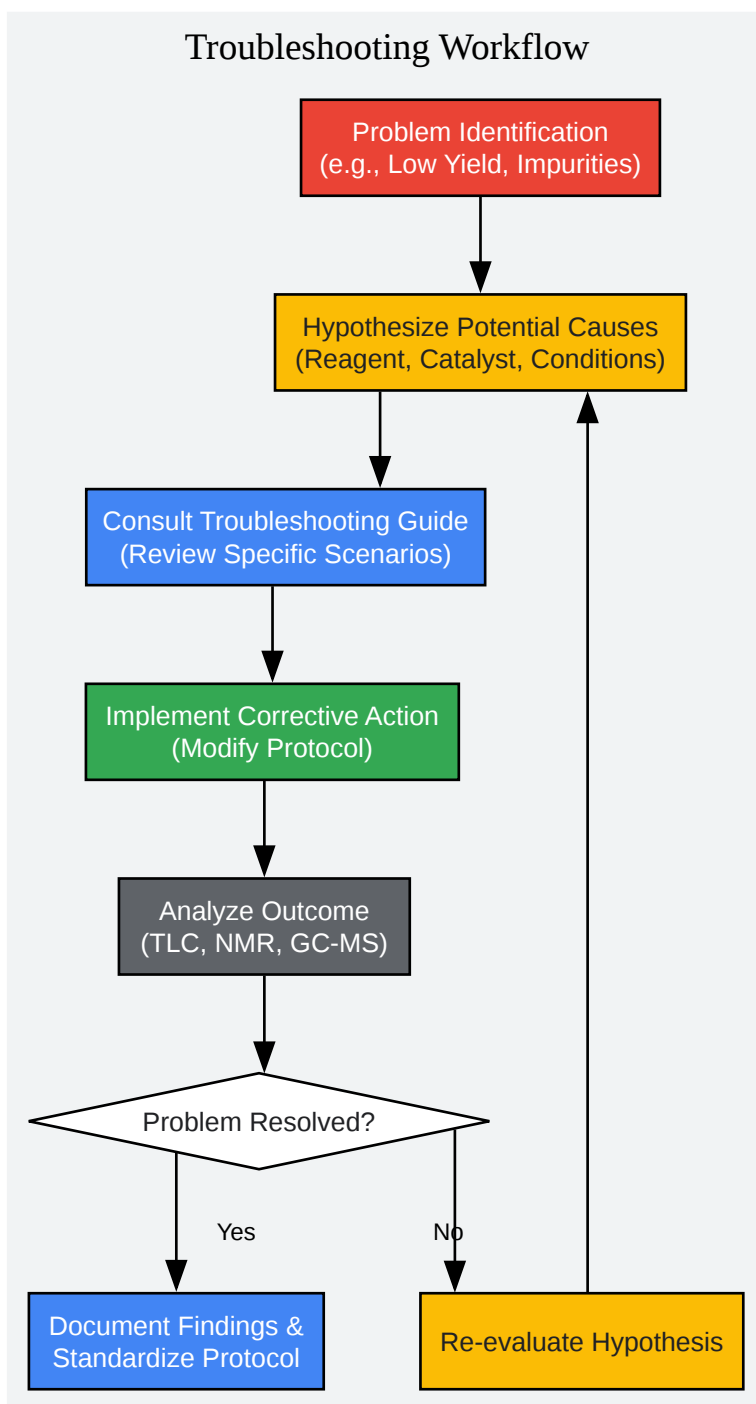 Troubleshooting Workflow
Problem Identification
(e.g., Low Yield, Impurities)
Hypothesize Potential Causes
(Reagent, Catalyst, Conditions)
Consult Troubleshooting Guide
(Review Specific Scenarios)
Implement Corrective Action
(Modify Protocol)
Analyze Outcome
(TLC, NMR, GC-MS)
Problem Resolved?
Yes
No
Document Findings &
Standardize Protocol
Re-evaluate Hypothesis